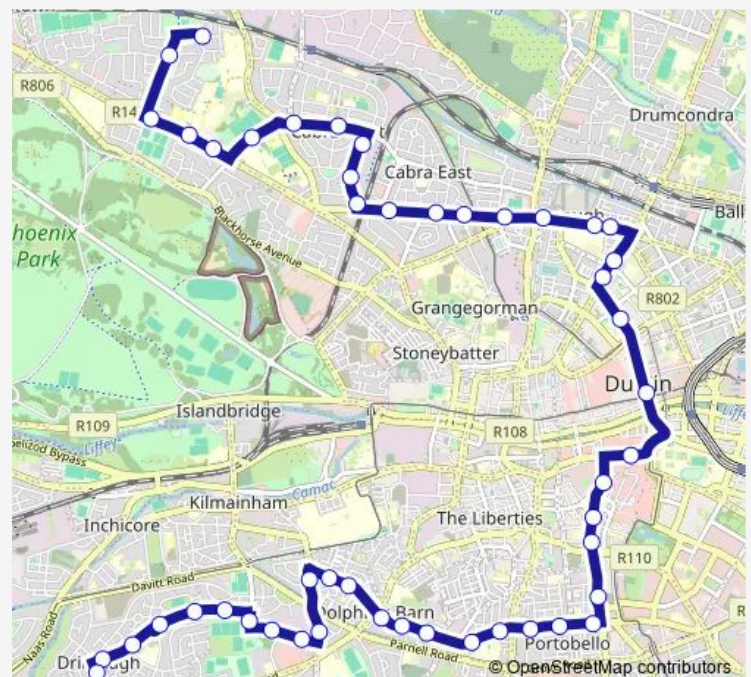 R806
R14
Drumcondra
Cabra East
Ball
Blackhorse Avenue
hoenix
Park
R802
Grangegorman
Stoneybatter
Du in
Islandbridge
R109
R108
Liffey
elizod Bypass
Camac
Kilmainham
The Liberties
Inchicore
R110
Davitt Road
Naas Road
olph Barn
Parnell Road
Portobello
Dri agh
© OpenStreetMap contributors